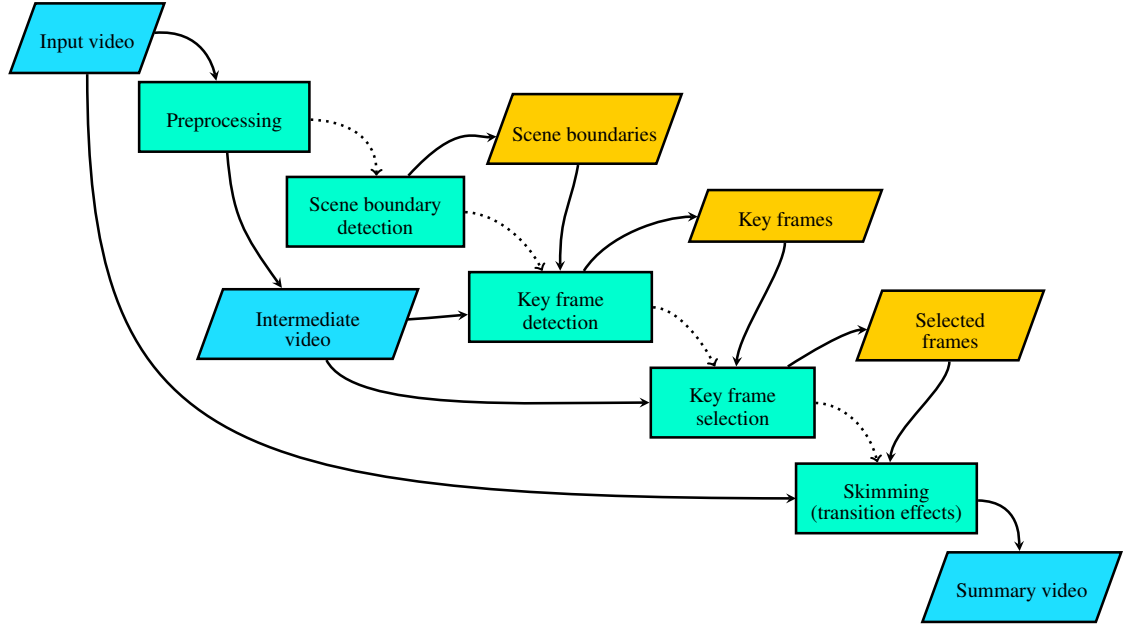 Input video
Preprocessing
Scene boundaries
Scene boundary
detection
Key frames
Key frame
detection
Intermediate
video
Selected
frames
Key frame
selection
Skimming
(transition effects)
Summary video